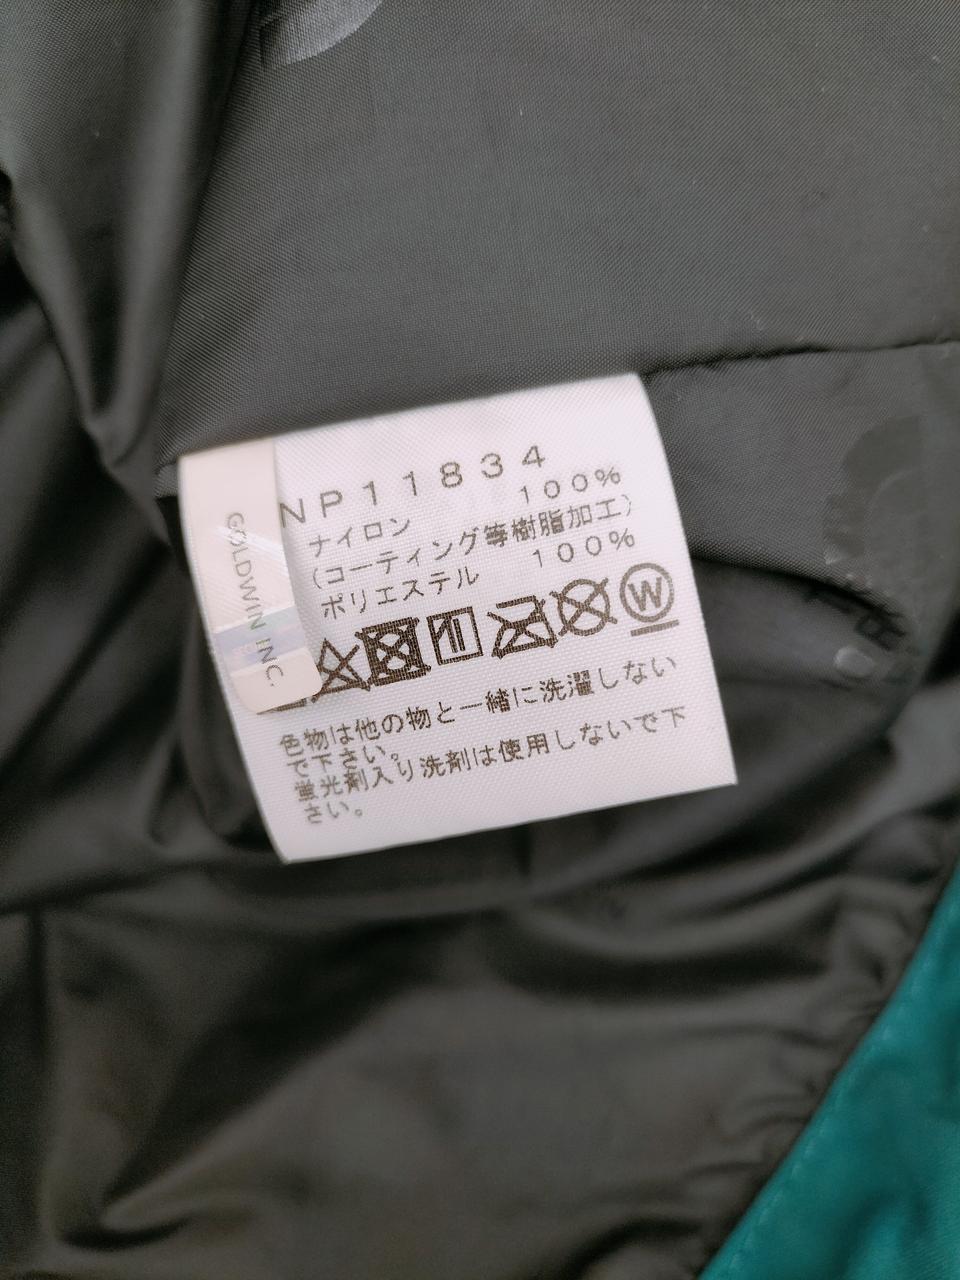 NP11834
ナイロン 100%
(コーティング等樹脂加工)
ポリエステル 100%
W
色物は他の物と一緒に洗濯しない
で下さい。
蛍光剤入り洗剤は使用しないで下
さい。
GOLDWIN INC.